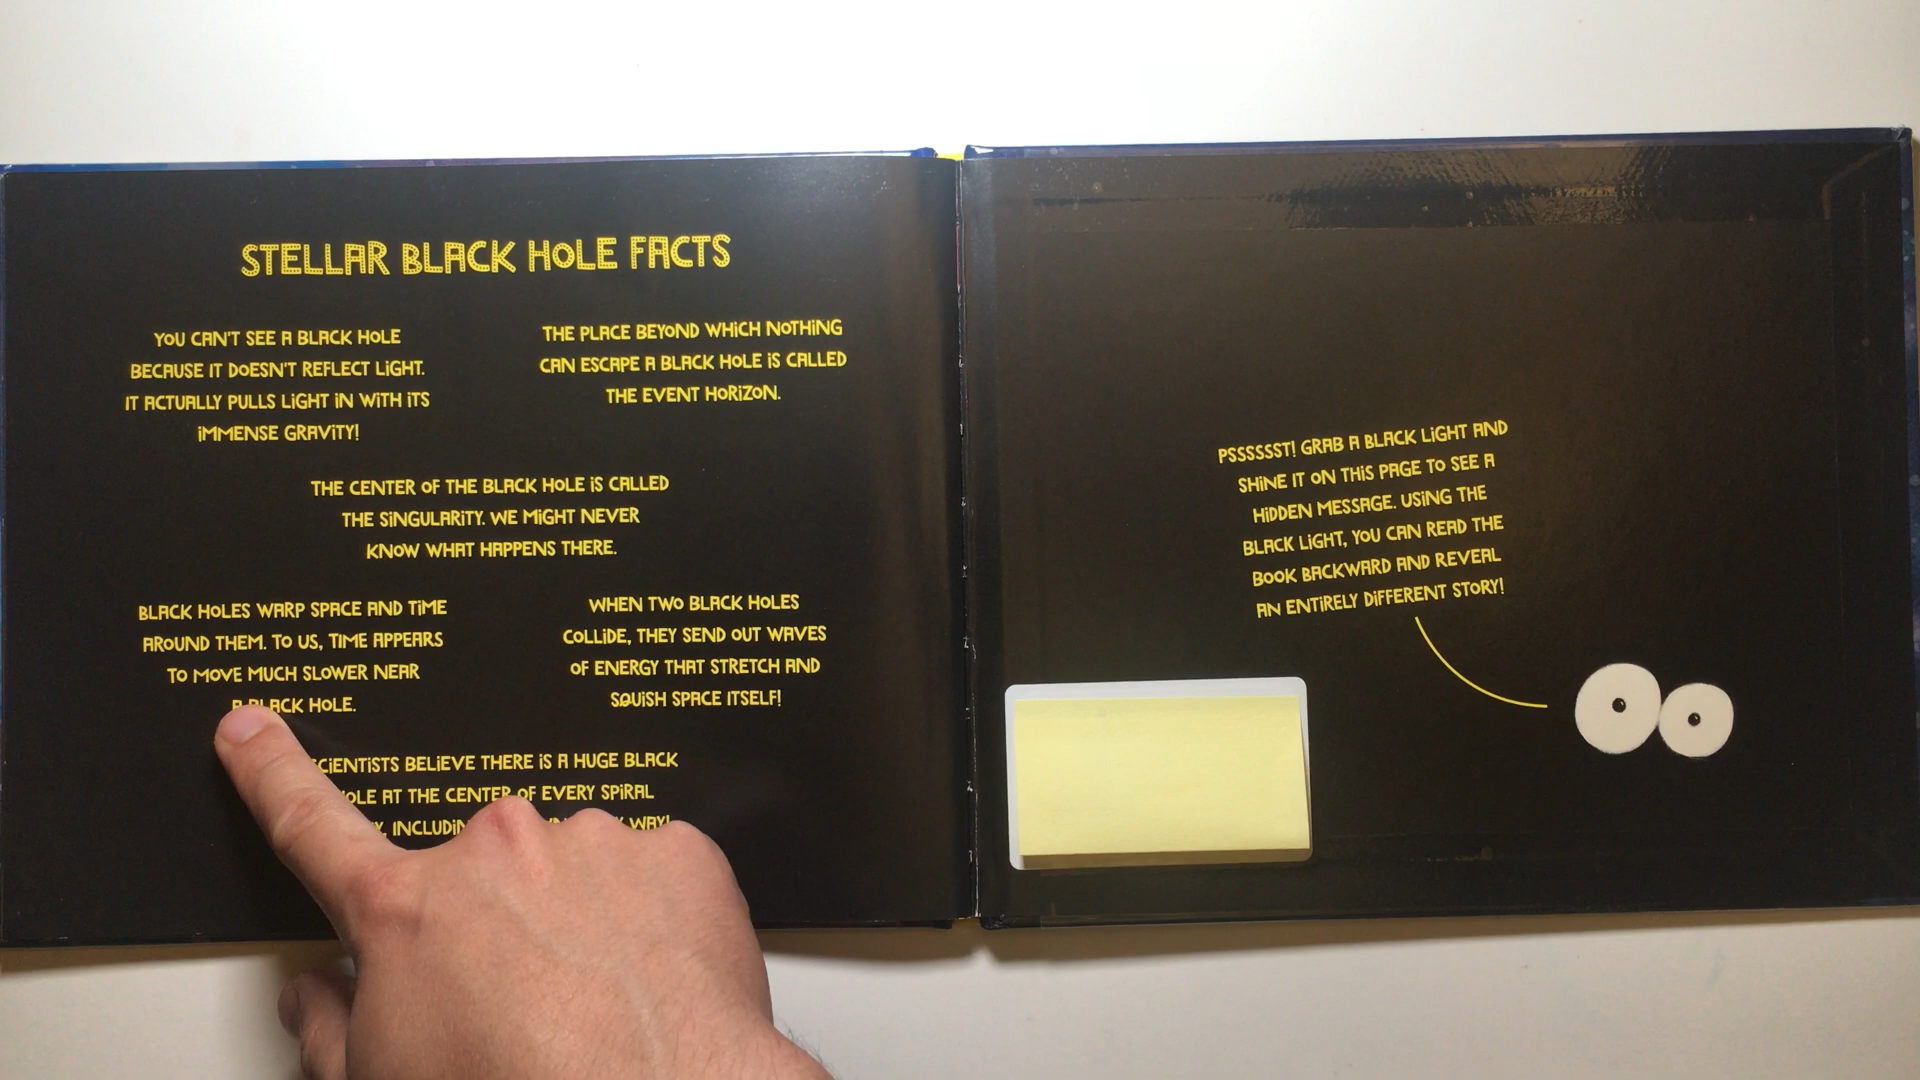 STELLAR BLACK HOLE FACTS
YOU CAN'T SEE A BLACK HOLE
BECAUSE IT DOESN'T REFLECT LiGHT.
IT ACTUALLY PULLS LiGHT iN WiTH iTS
iMMENSE GRAViTY!
THE PLACE BEYOND WHiCH NOTHiNG
CAN ESCAPE A BLACK HOLE iS CALLED
THE EVENT HORiZON.
THE CENTER OF THE BLACK HOLE iS CALLED
THE SiNGULARiTY. WE MiGHT NEVER
KNOW WHAT HAPPENS THERE.
BLACK HOLES WARP SPACE AND TiME
AROUND THEM. TO US, TIME APPEARS
TO MOVE MUCH SLOWER NEAR
A BLACK HOLE.
WHEN TWO BLACK HOLES
COLLiDE, THEY SEND OUT WAVES
OF ENERGY THAT STRETCH AND
SQUiSH SPACE ITSELF!
SCiENTiSTS BELiEVE THERE iS A HUGE BLACK
HOLE AT THE CENTER OF EVERY SPiRAL
WAY!
PSSSSSST! GRAB A BLACK LiGHT AND
SHiNE iT ON THiS PAGE TO SEE A
HiDDEN MESSAGE. USiNG THE
BLACK LiGHT, YOU CAN READ THE
BOOK BACKWARD AND REVEAL
AN ENTiRELY DiFFERENT STORY!